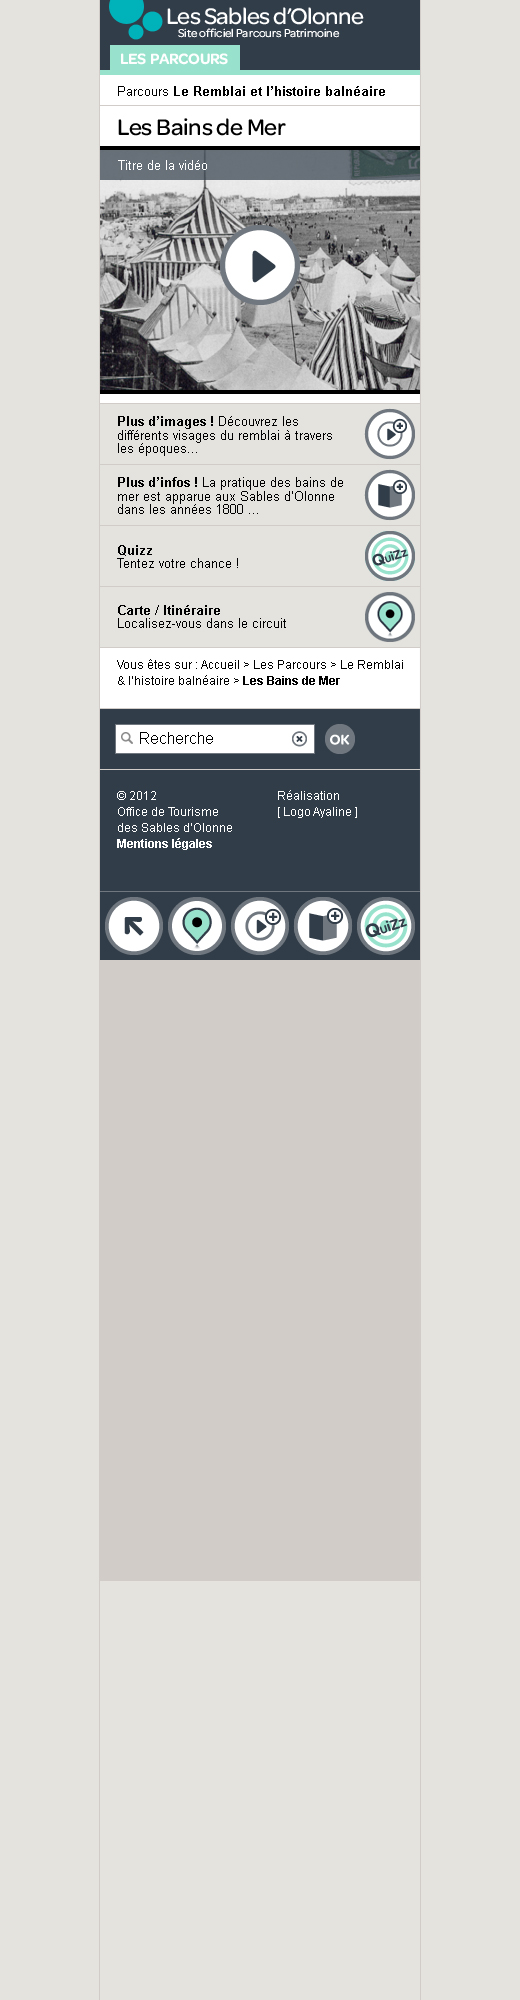 Les Sables d'Olonne
Site officiel Parcours Patrimoine
LES PARCOURS
Parcours Le Remblai et l'histoire balnéaire
Les Bains de Mer
Titre de la vidéo
Plus d'images ! Découvrez les
différents visages du remblai à travers
les époques...
Plus d'infos ! La pratique des bains de
mer est apparue aux Sables d'Olonne
dans les années 1800 ...
Quizz
Tentez votre chance !
QuiZz
Carte / Itinéraire
Localisez-vous dans le circuit
Vous êtes sur : Accueil > Les Parcours > Le Remblai
& l'histoire balnéaire > Les Bains de Mer
Recherche
OK
© 2012
Office de Tourisme
des Sables d'Olonne
Mentions légales
Réalisation
[ Logo Ayaline ]
QuiZz